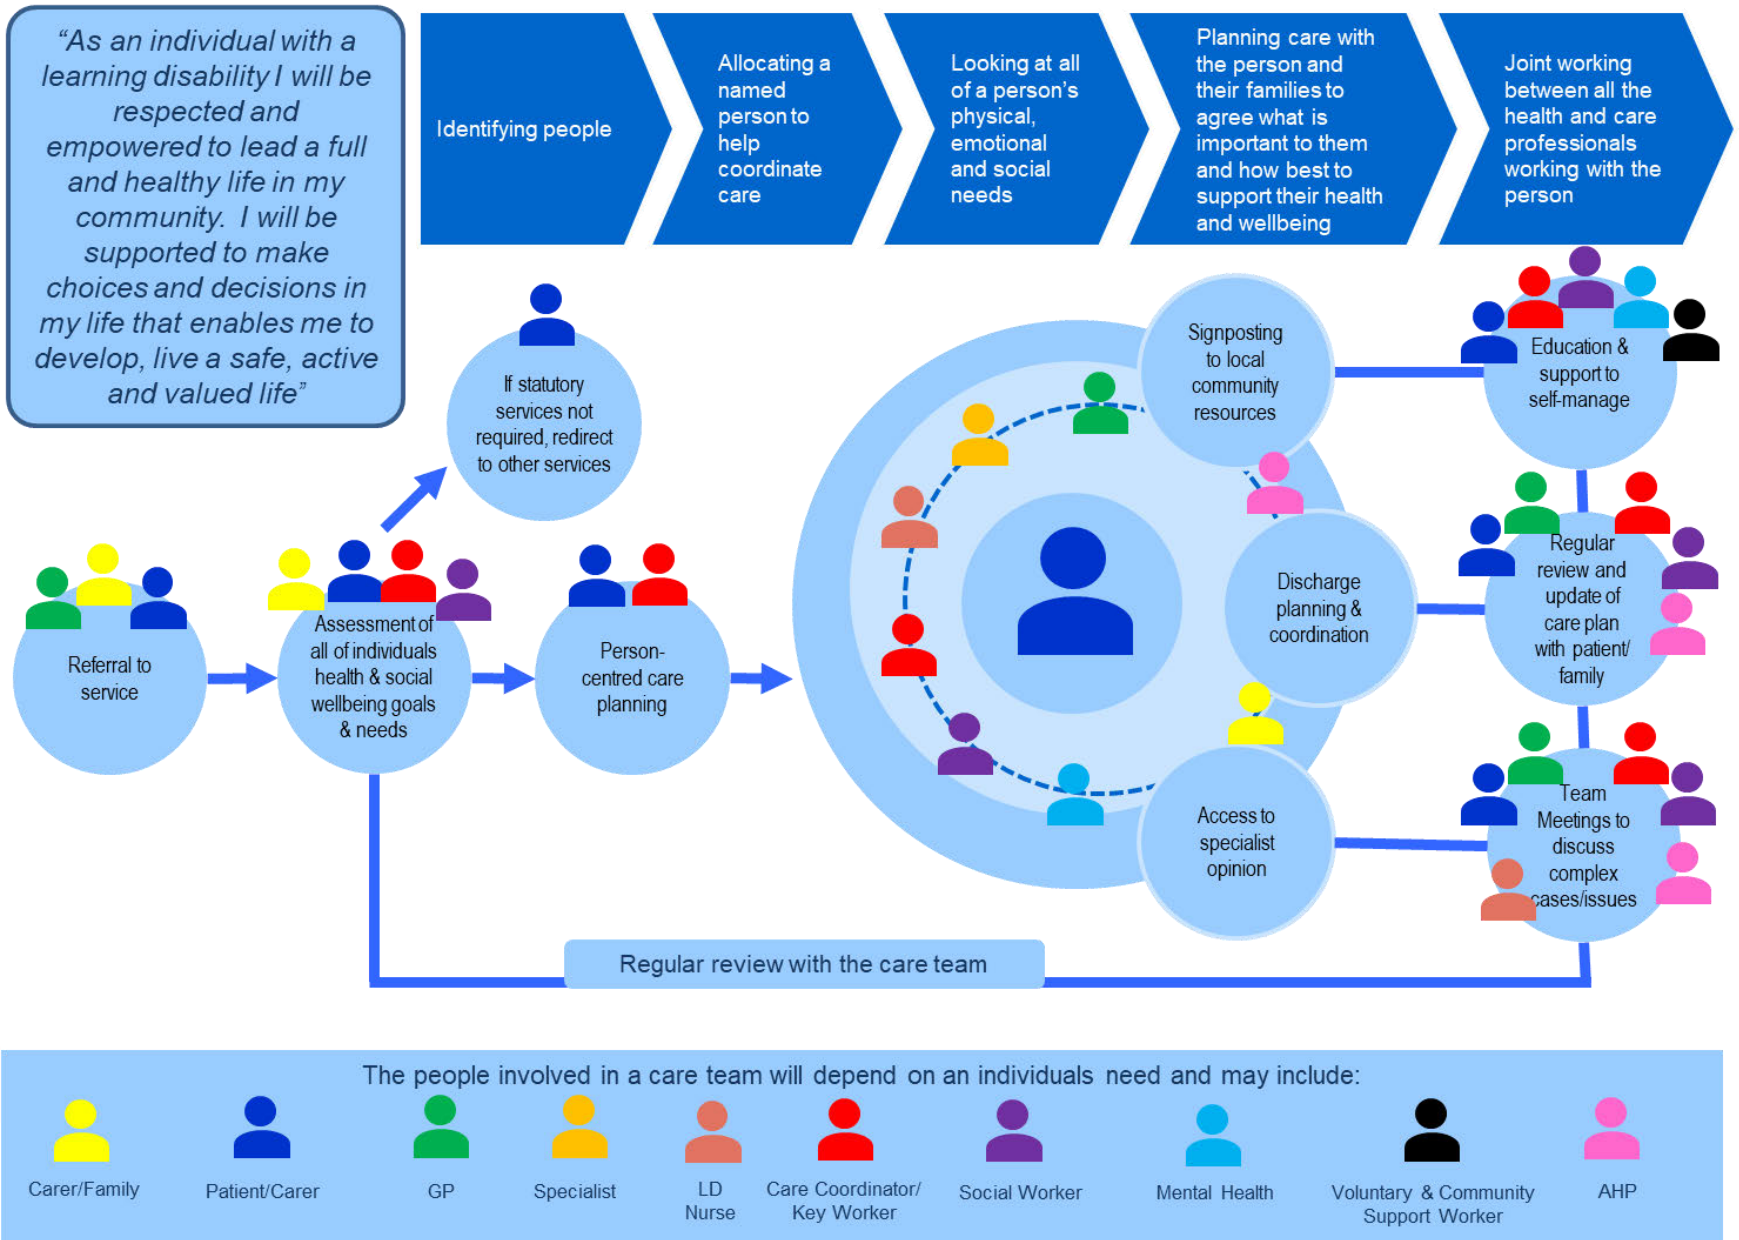 “As an individual with a
learning disability I will be
respected and
empowered to lead a full
and healthy life in my
community.  I will be
supported to make
choices and decisions in
my life that enables me to
develop, live a safe, active
and valued life”
Identifying people
Allocating a
named
person to
help
coordinate
care
Looking at all
of a person’s
physical,
emotional
and social
needs
Planning care with
the person and
their families to
agree what is
important to them
and how best to
support their health
and wellbeing
Joint working
between all the
health and care
professionals
working with the
person
If statutory
services not
required, redirect
to other services
Referral to
service
Assessment of
all of individuals
health & social
wellbeing goals
& needs
Person-
centred care
planning
Signposting
to local
community
resources
Discharge
planning &
coordination
Access to
specialist
opinion
Education &
support to
self-manage
Regular
review and
update of
care plan
with patient/
family
Team
Meetings to
discuss
complex
cases/issues
Regular review with the care team
The people involved in a care team will depend on an individuals need and may include:
Carer/Family
Patient/Carer
GP
Specialist
LD
Nurse
Care Coordinator/
Key Worker
Social Worker
Mental Health
Voluntary & Community
Support Worker
AHP